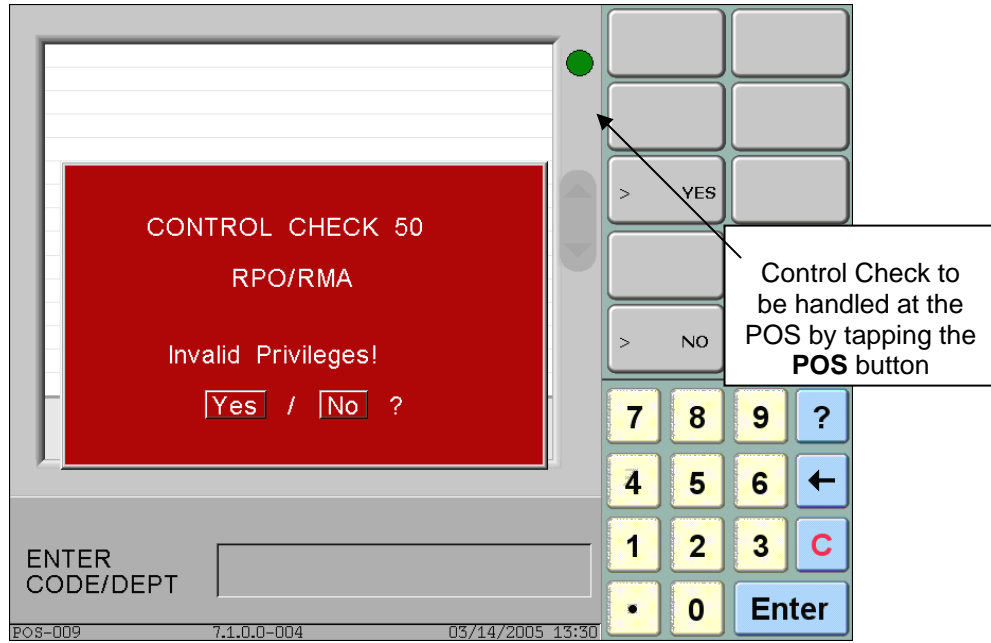 CONTROL CHECK 50
RPO/RMA
Invalid Privileges!
Yes / No ?
> YES
> NO
Control Check to
be handled at the
POS by tapping the
POS button
7 8 9 ?
4 5 6 ←
1 2 3 C
. 0 Enter
ENTER
CODE/DEPT
POS-009 7.1.0.0-004 03/14/2005 13:30